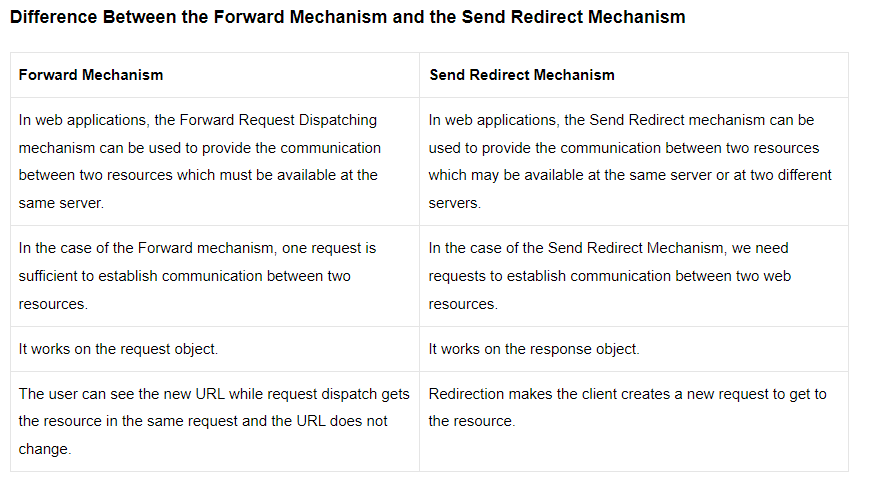 Difference Between the Forward Mechanism and the Send Redirect Mechanism
Forward Mechanism
Send Redirect Mechanism
In web applications, the Forward Request Dispatching
mechanism can be used to provide the communication
between two resources which must be available at the
same server.
In web applications, the Send Redirect mechanism can be
used to provide the communication between two resources
which may be available at the same server or at two different
servers.
In the case of the Forward mechanism, one request is
sufficient to establish communication between two
resources.
In the case of the Send Redirect Mechanism, we need
requests to establish communication between two web
resources.
It works on the request object.
It works on the response object.
The user can see the new URL while request dispatch gets
the resource in the same request and the URL does not
change.
Redirection makes the client creates a new request to get to
the resource.